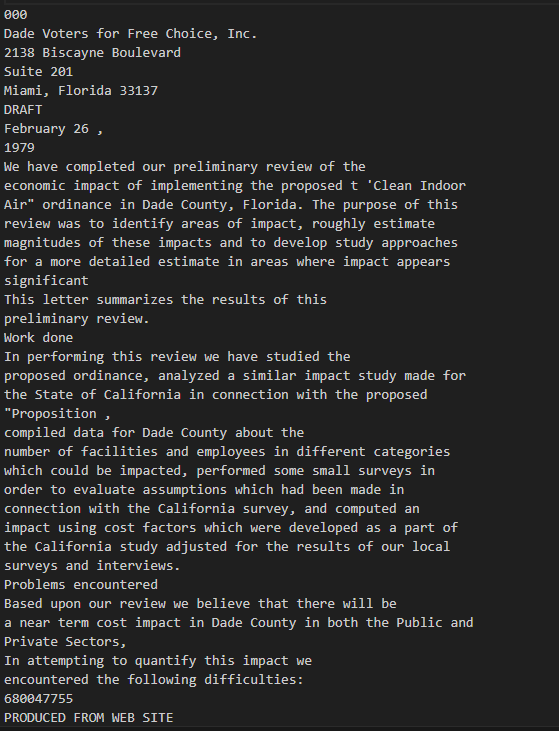 000
Dade Voters for Free Choice, Inc.
2138 Biscayne Boulevard
Suite 201
Miami, Florida 33137
DRAFT
February 26 ,
1979
We have completed our preliminary review of the
economic impact of implementing the proposed t 'Clean Indoor
Air" ordinance in Dade County, Florida. The purpose of this
review was to identify areas of impact, roughly estimate
magnitudes of these impacts and to develop study approaches
for a more detailed estimate in areas where impact appears
significant
This letter summarizes the results of this
preliminary review.
Work done
In performing this review we have studied the
proposed ordinance, analyzed a similar impact study made for
the State of California in connection with the proposed
"Proposition ,
compiled data for Dade County about the
number of facilities and employees in different categories
which could be impacted, performed some small surveys in
order to evaluate assumptions which had been made in
connection with the California survey, and computed an
impact using cost factors which were developed as a part of
the California study adjusted for the results of our local
surveys and interviews.
Problems encountered
Based upon our review we believe that there will be
a near term cost impact in Dade County in both the Public and
Private Sectors,
In attempting to quantify this impact we
encountered the following difficulties:
680047755
PRODUCED FROM WEB SITE